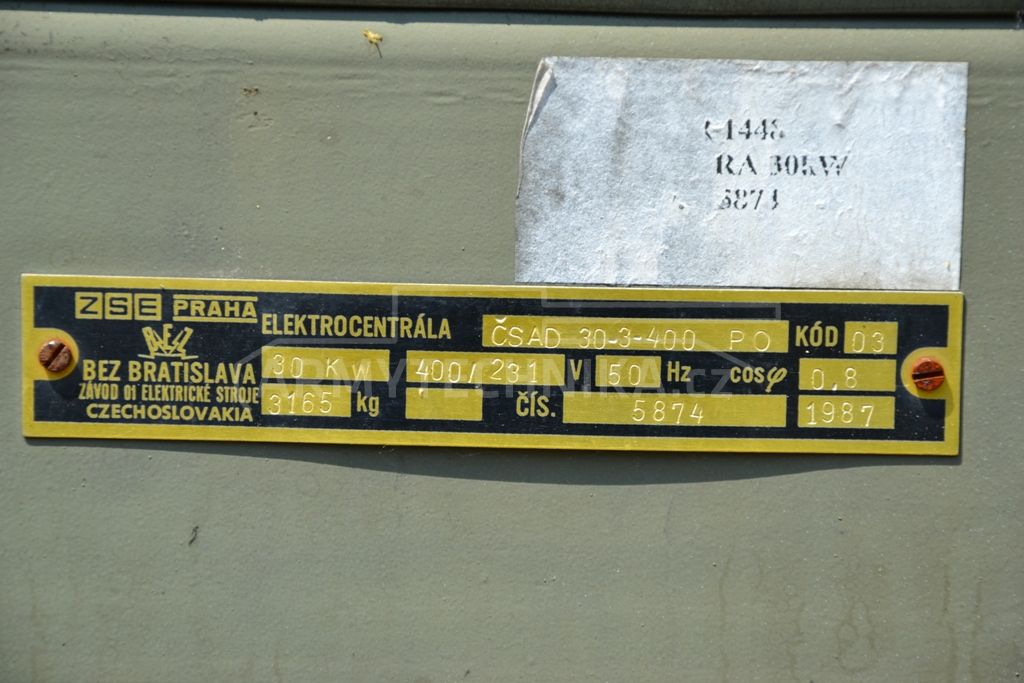 1448
RA 30kW
5874
ZSE PRAHA
BEZ BRATISLAVA
ZÁVOD 01 ELEKTRICKÉ STROJE
CZECHOSLOVAKIA
ELEKTROCENTRÁLA ČSAD 30-3-400 PO KÓD 03
30 KW 400/231 V 50 Hz cosφ 0,8
3165 kg ČÍS. 5874 1987
ARMYTECHNIKA.cz